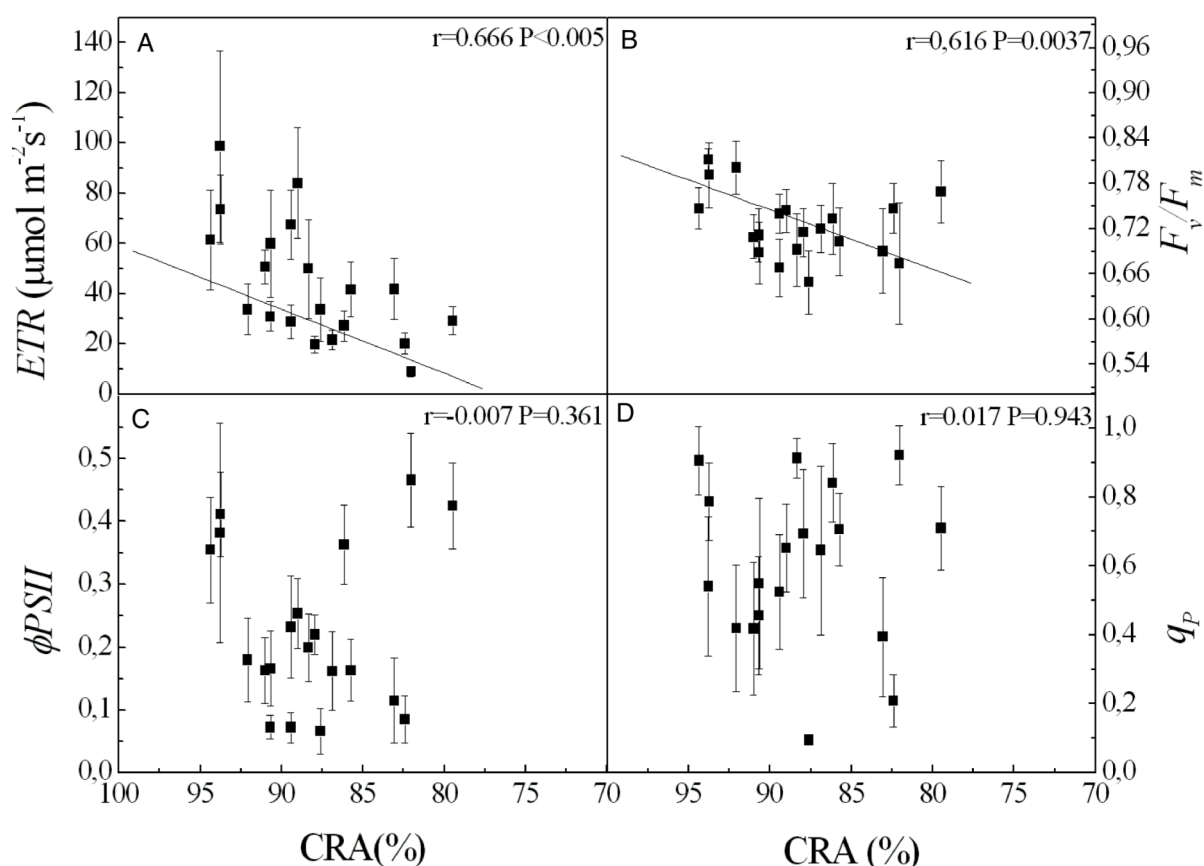 A
r=0.666 P<0.005
140
120
100
80
60
40
20
0
ETR (μmol m⁻²s⁻¹)
B
r=0,616 P=0.0037
0,96
0,90
0,84
0,78
0,72
0,66
0,60
0,54
Fᵥ/Fₘ
C
r=-0.007 P=0.361
0,5
0,4
0,3
0,2
0,1
0,0
ϕPSII
D
r=0.017 P=0.943
1,0
0,8
0,6
0,4
0,2
0,0
qP
100 95 90 85 80 75 70
95 90 85 80 75 70
CRA(%)
CRA (%)